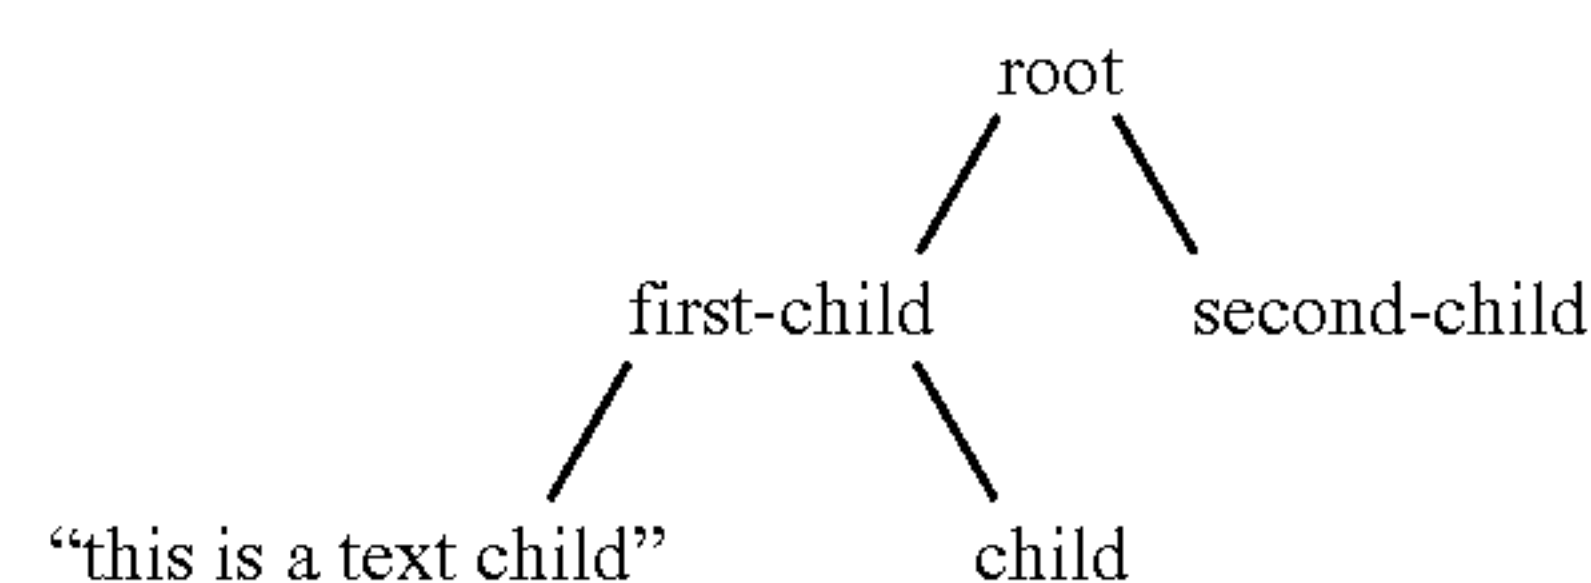 root
first-child second-child
“this is a text child” child